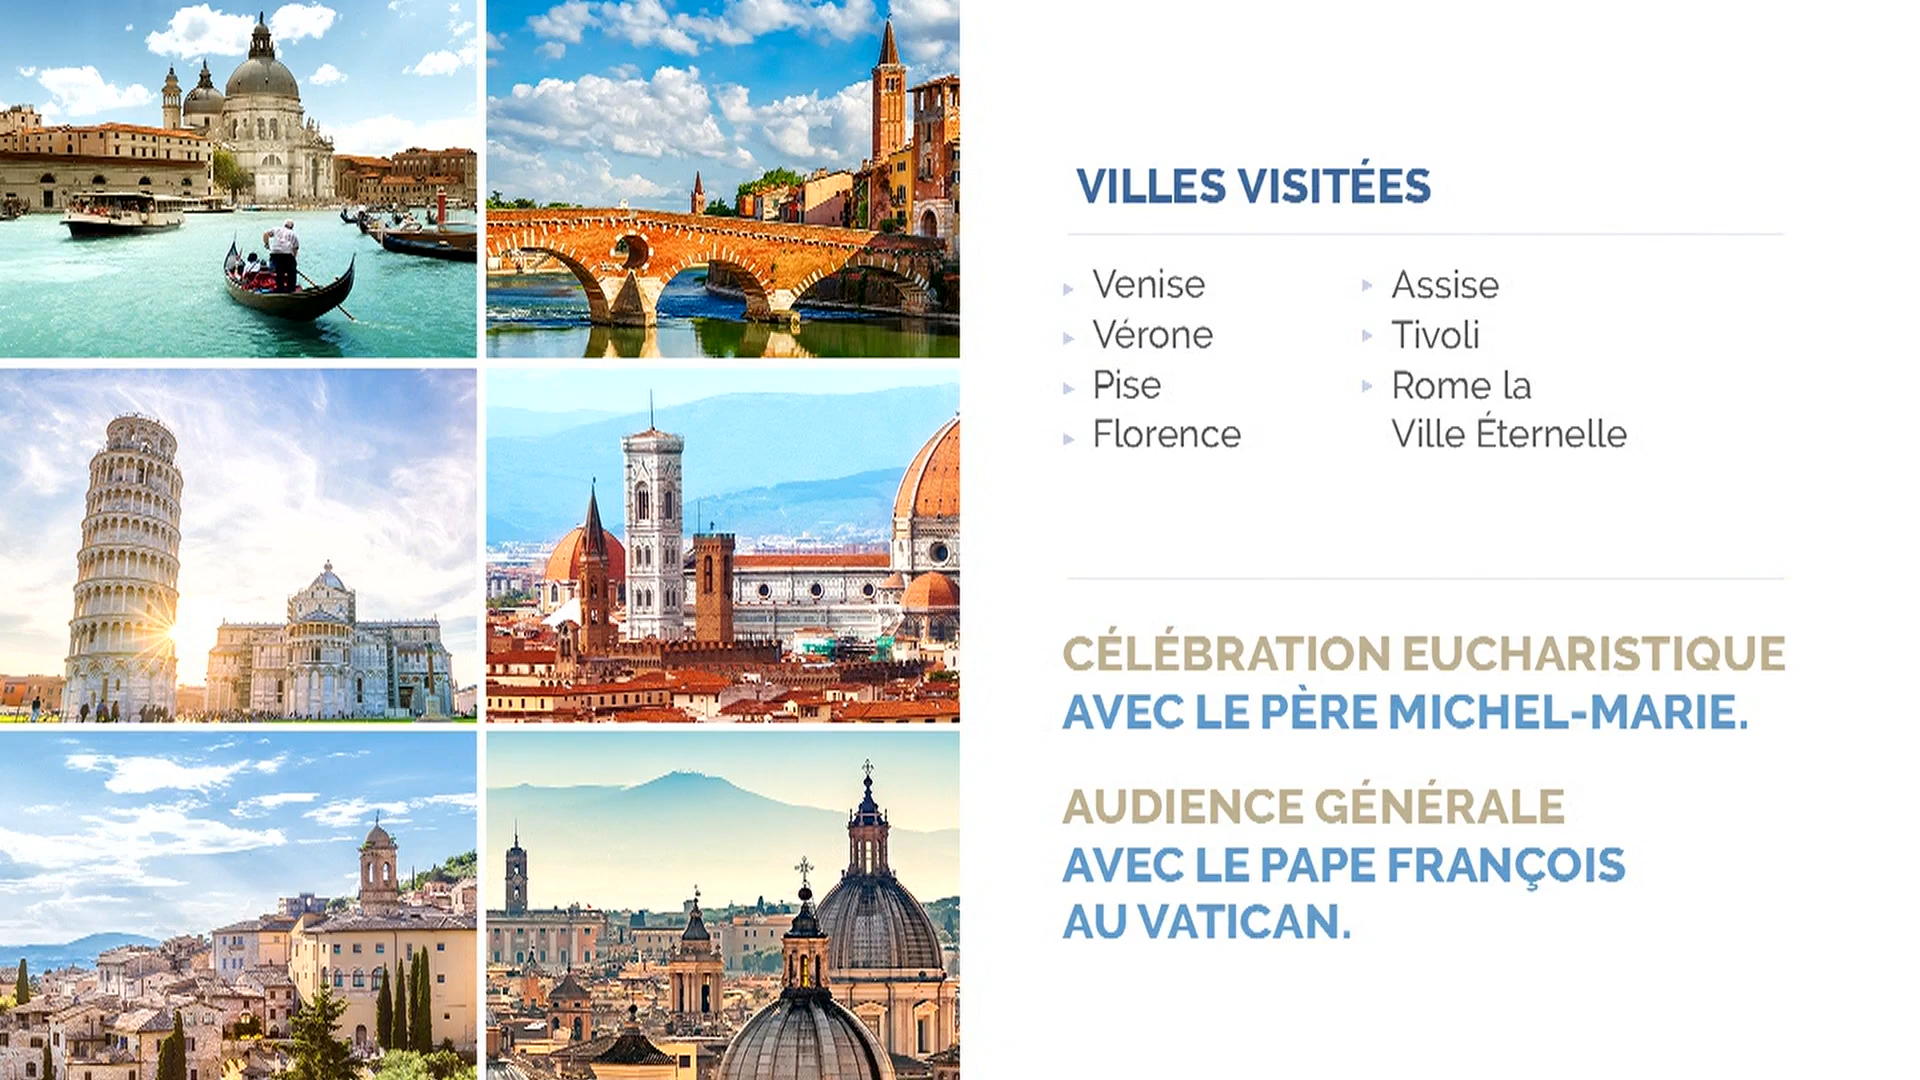 VILLES VISITÉES
Venise
Vérone
Pise
Florence
Assise
Tivoli
Rome la
Ville Éternelle
CÉLÉBRATION EUCHARISTIQUE
AVEC LE PÈRE MICHEL-MARIE.
AUDIENCE GÉNÉRALE
AVEC LE PAPE FRANÇOIS
AU VATICAN.